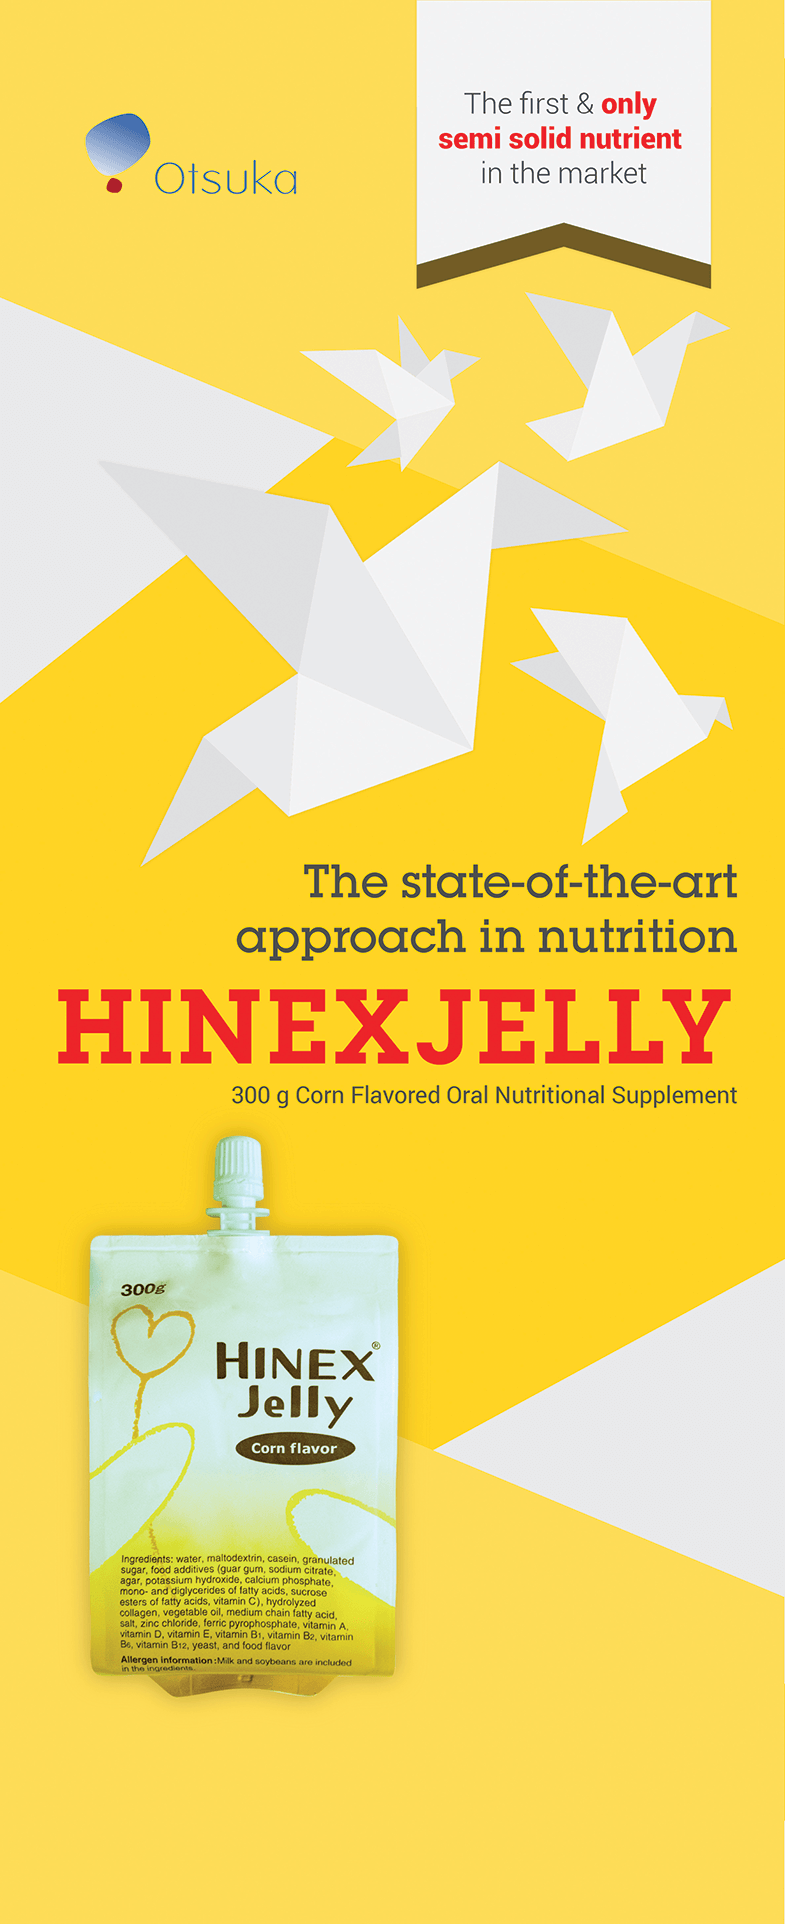 Otsuka
The first & only
semi solid nutrient
in the market
The state-of-the-art
approach in nutrition
HINEXJELLY
300 g Corn Flavored Oral Nutritional Supplement
300g
HINEX®
Jelly
Corn flavor
Ingredients: water, maltodextrin, casein, granulated
sugar, food additives (guar gum, sodium citrate,
agar, potassium hydroxide, calcium phosphate,
mono- and diglycerides of fatty acids, sucrose
esters of fatty acids, vitamin C), hydrolyzed
collagen, vegetable oil, medium chain fatty acid,
salt, zinc chloride, ferric pyrophosphate, vitamin A,
vitamin D, vitamin E, vitamin B1, vitamin B2, vitamin
B6, vitamin B12, yeast, and food flavor
Allergen information:Milk and soybeans are included
in the ingredients.